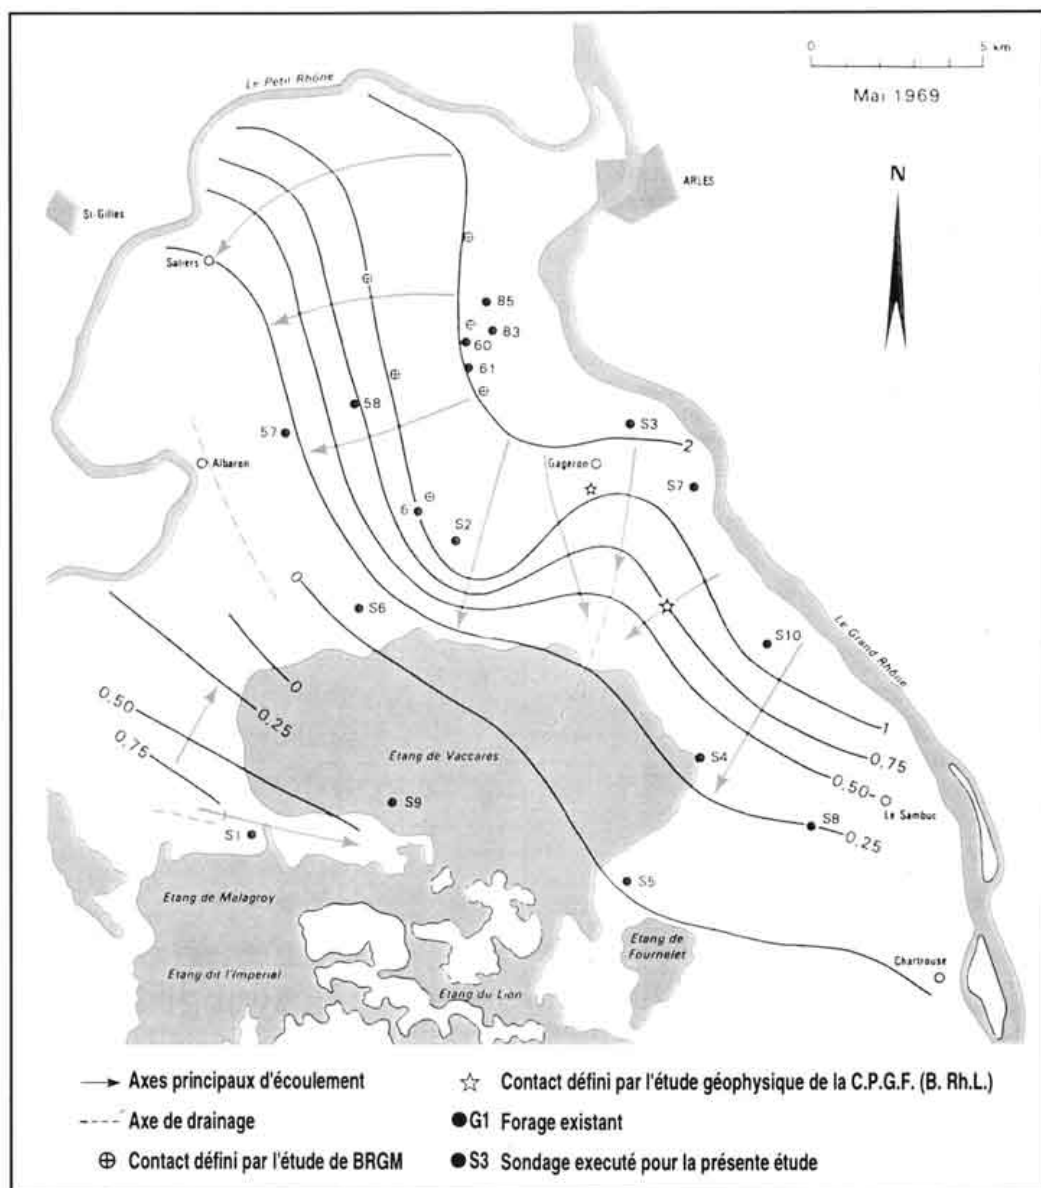 0 5 km
Mai 1969
Le Petit Rhône
N
ARLES
St-Gilles
Saliers
85
83
60
61
58
57
S3
2
Albaron
Gageron
S7
6
S2
0
S6
S10
Le Grand Rhône
0
0,25
0,50
0,75
1
0,75
Etang de Vaccarès
S4
0,50
Le Sambuc
S9
S8
0,25
S1
S5
Etang de Malagroy
Etang de Fournelet
Chartrouse
Etang dit l'Impérial
Etang du Lion
Axes principaux d'écoulement
Contact défini par l'étude géophysique de la C.P.G.F. (B. Rh.L.)
Axe de drainage
G1 Forage existant
Contact défini par l'étude de BRGM
S3 Sondage executé pour la présente étude